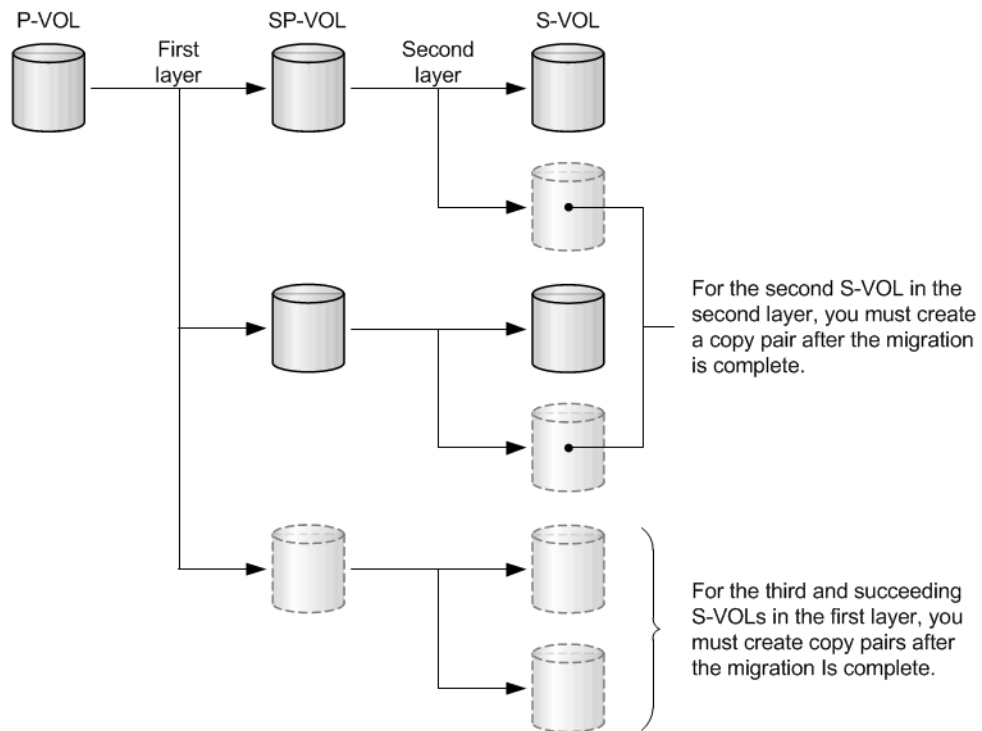 P-VOL
SP-VOL
S-VOL
First
layer
Second
layer
For the second S-VOL in the
second layer, you must create
a copy pair after the migration
is complete.
For the third and succeeding
S-VOLs in the first layer, you
must create copy pairs after
the migration Is complete.